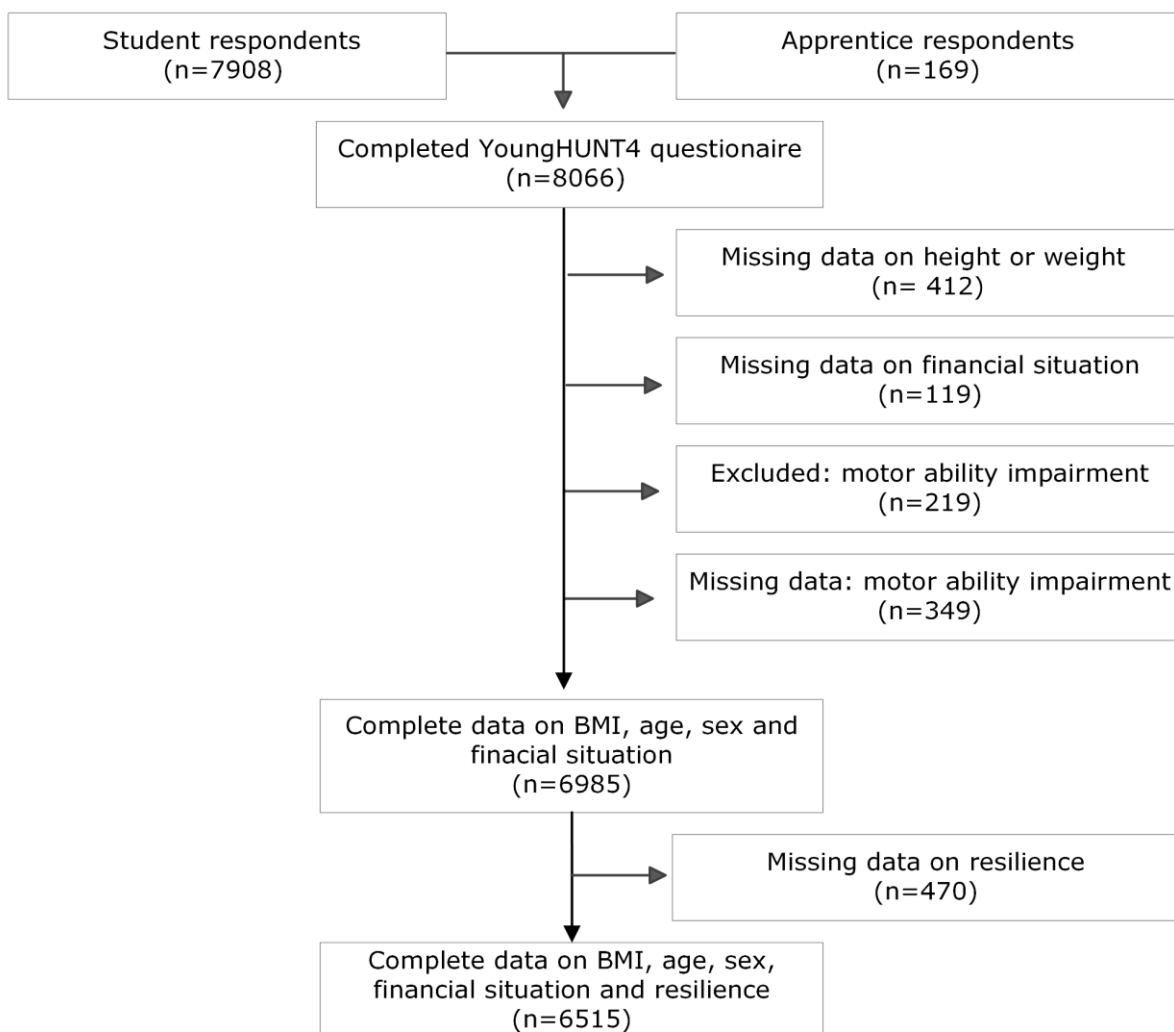 Student respondents
(n=7908)
Apprentice respondents
(n=169)
Completed YoungHUNT4 questionaire
(n=8066)
Missing data on height or weight
(n= 412)
Missing data on financial situation
(n=119)
Excluded: motor ability impairment
(n=219)
Missing data: motor ability impairment
(n=349)
Complete data on BMI, age, sex and
finacial situation
(n=6985)
Missing data on resilience
(n=470)
Complete data on BMI, age, sex,
financial situation and resilience
(n=6515)